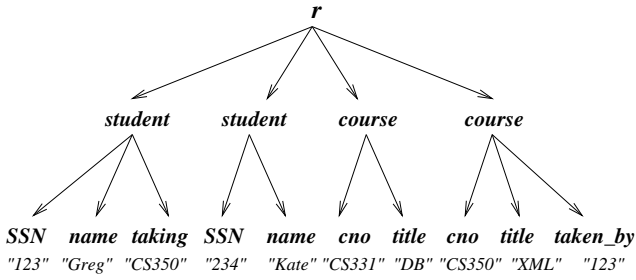 r
student student course course
SSN name taking SSN name cno title cno title taken_by
"123" "Greg" "CS350" "234" "Kate" "CS331" "DB" "CS350" "XML" "123"